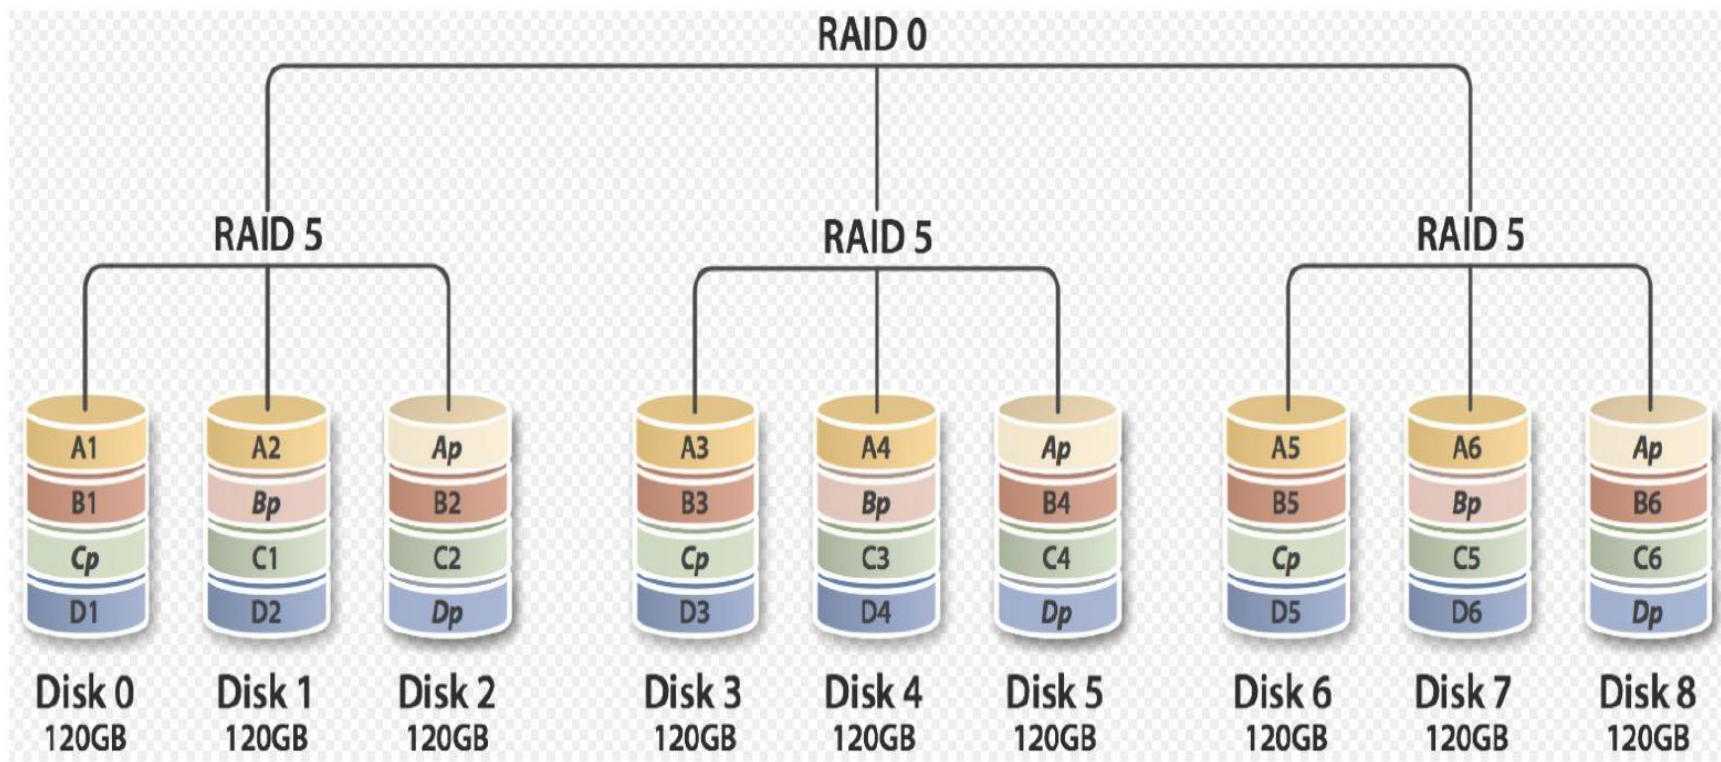 RAID 0
RAID 5 RAID 5 RAID 5
A1 A2 Ap A3 A4 Ap A5 A6 Ap
B1 Bp B2 B3 Bp B4 B5 Bp B6
Cp C1 C2 Cp C3 C4 Cp C5 C6
D1 D2 Dp D3 D4 Dp D5 D6 Dp
Disk 0 Disk 1 Disk 2 Disk 3 Disk 4 Disk 5 Disk 6 Disk 7 Disk 8
120GB 120GB 120GB 120GB 120GB 120GB 120GB 120GB 120GB